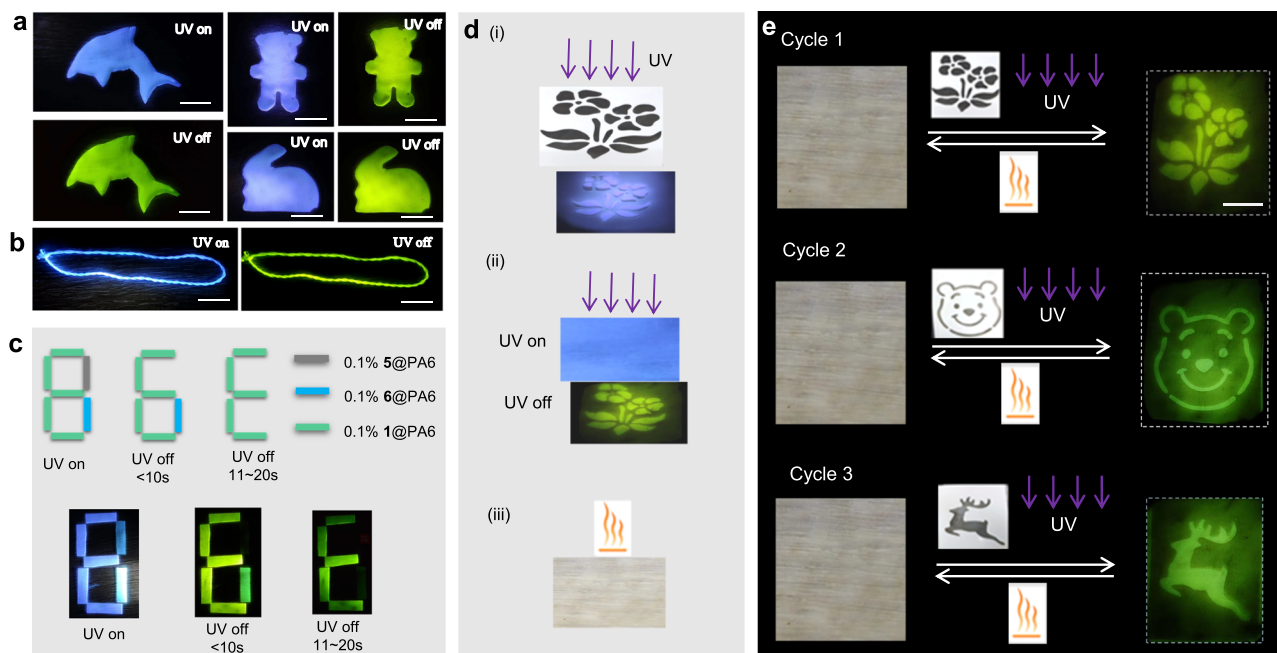 a
UV on
UV on
UV off
UV off
UV on
UV off
b
UV on
UV off
c
0.1% 5@PA6
0.1% 6@PA6
0.1% 1@PA6
UV on
UV off
<10s
UV off
11~20s
UV on
UV off
<10s
UV off
11~20s
d
(i)
UV
(ii)
UV on
UV off
(iii)
e
Cycle 1
UV
Cycle 2
UV
Cycle 3
UV